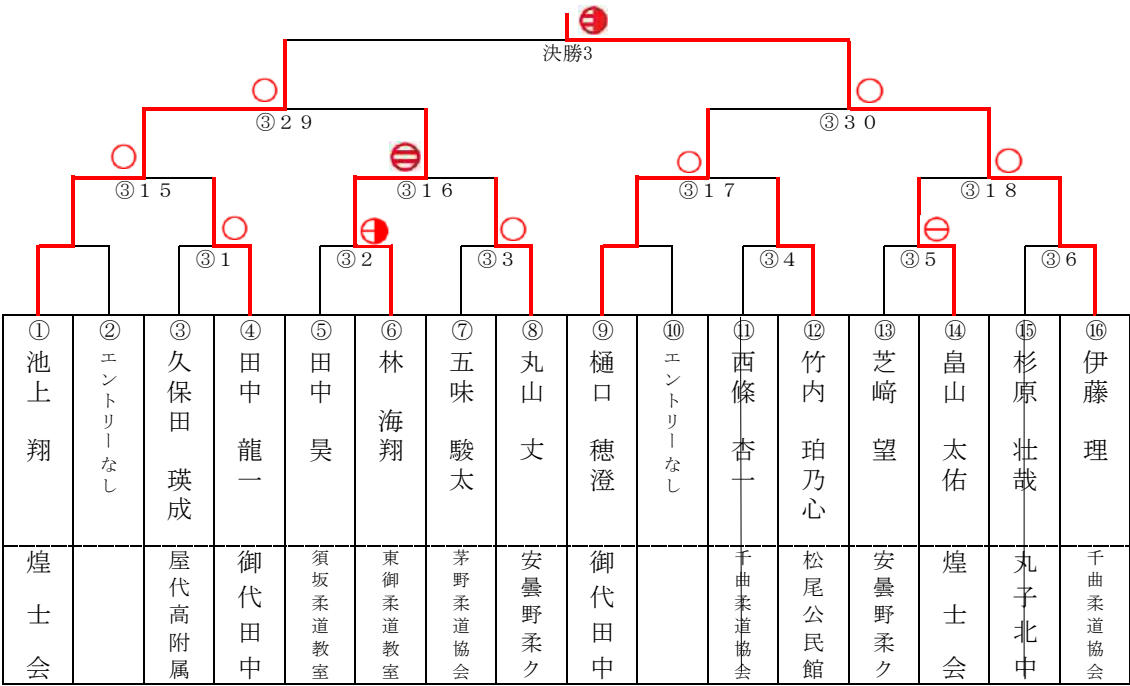 決勝3
③29
③30
③15
③16
③17
③18
③1
③2
③3
③4
③5
③6
①
池上 翔
煌士会
②
エントリーなし
③
久保田 瑛成
屋代高附属
④
田中 龍一
御代田中
⑤
田中 昊
須坂柔道教室
⑥
林 海翔
東御柔道教室
⑦
五味 駿太
茅野柔道協会
⑧
丸山 丈
安曇野柔ク
⑨
樋口 穂澄
御代田中
⑩
エントリーなし
⑪
西條 杏一
千曲柔道協会
⑫
竹内 珀乃心
松尾公民館
⑬
芝﨑 望
安曇野柔ク
⑭
畠山 太佑
煌士会
⑮
杉原 壮哉
丸子北中
⑯
伊藤 理
千曲柔道協会